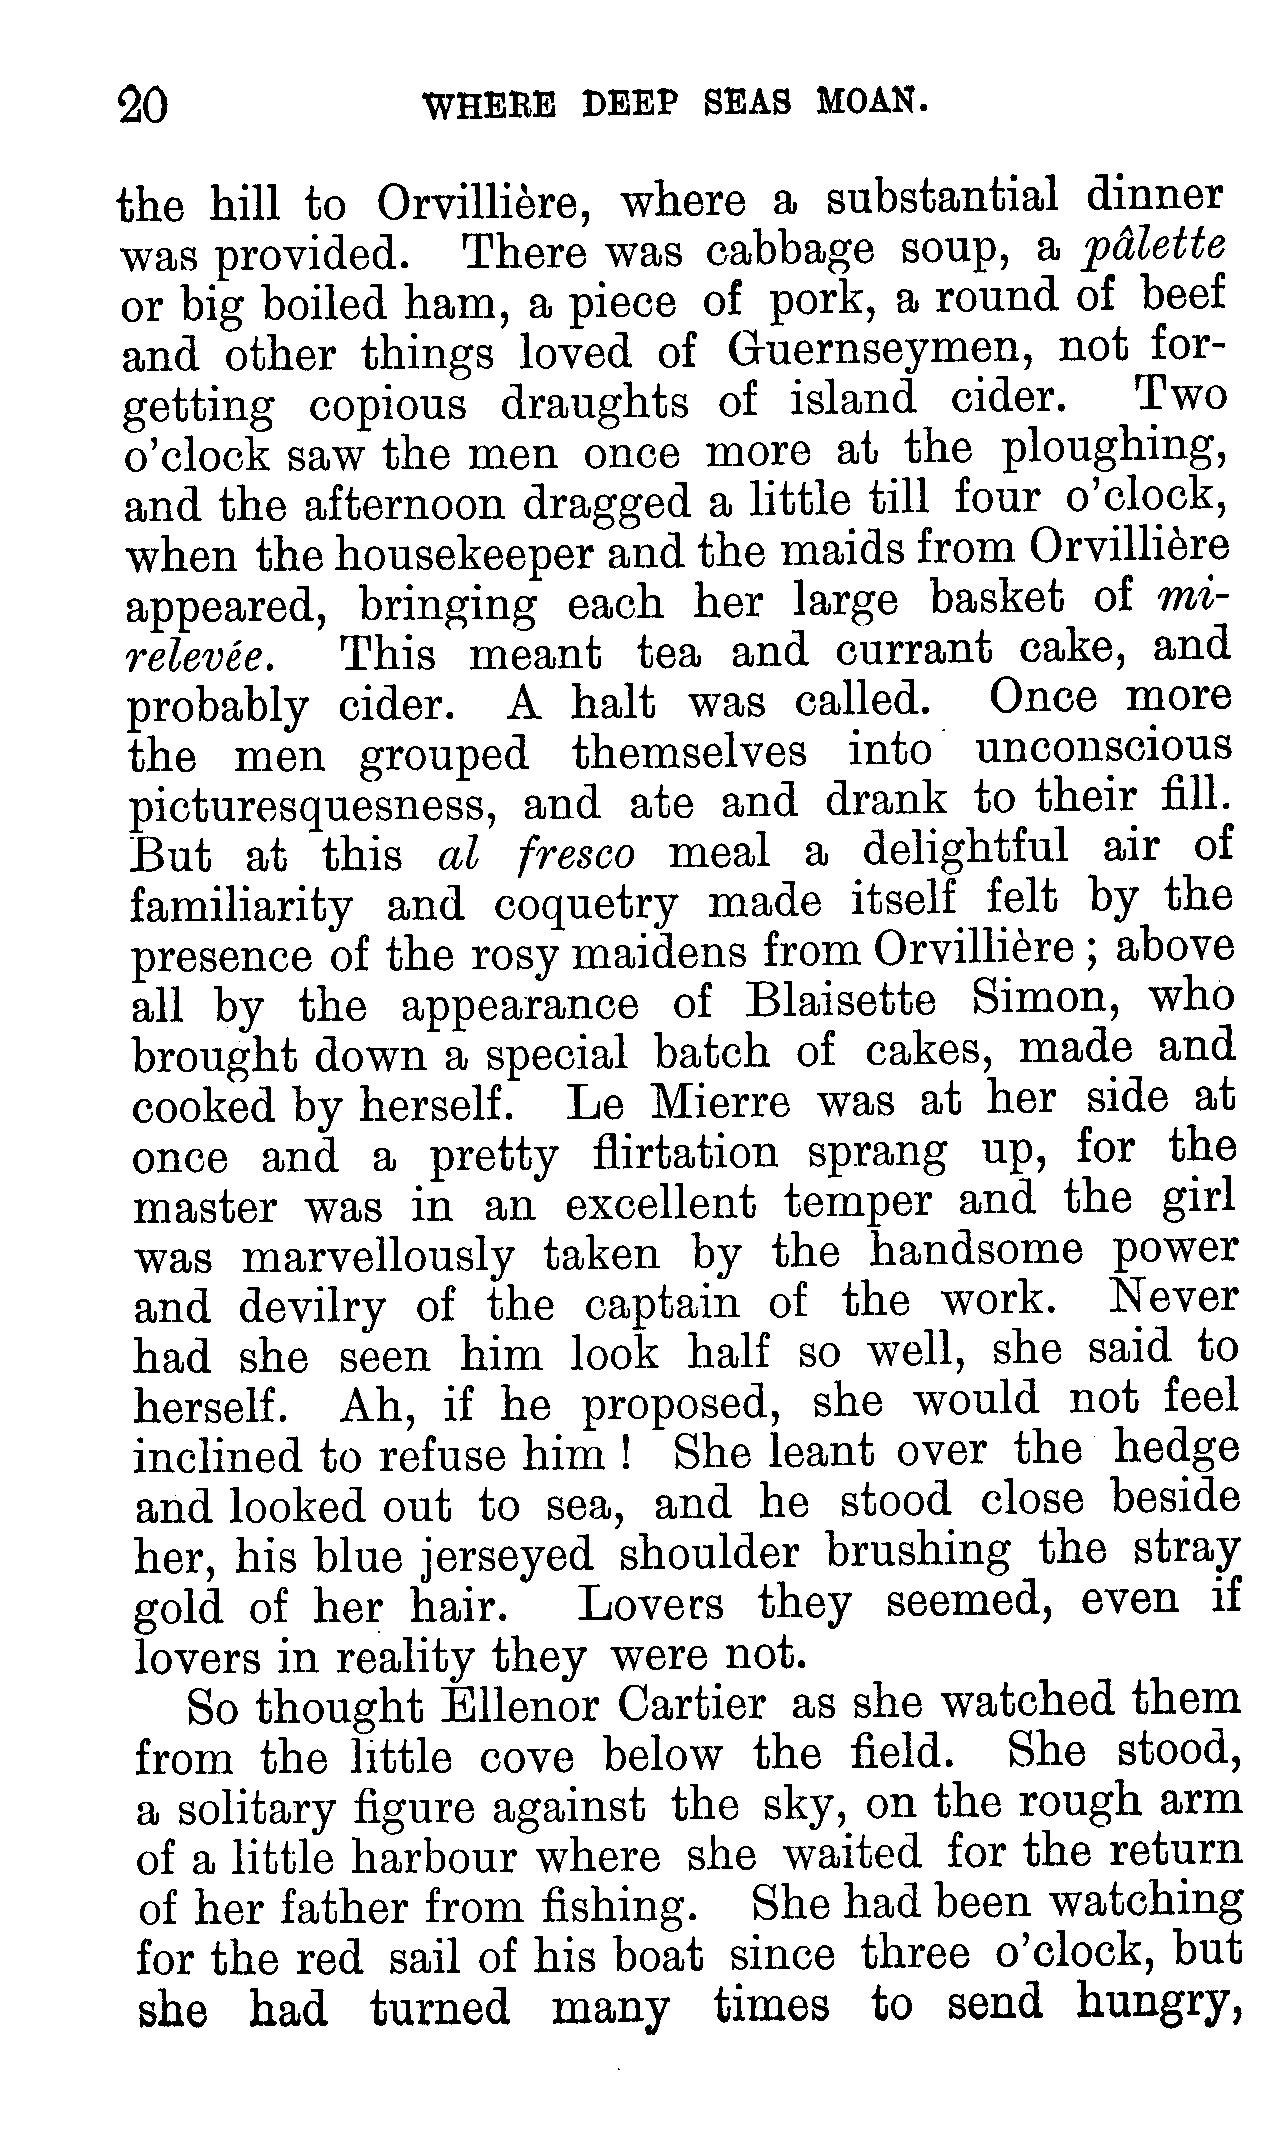 20 WHERE DEEP SEAS MOAN.
the hill to Orvillière, where a substantial dinner
was provided. There was cabbage soup, a pâlette
or big boiled ham, a piece of pork, a round of beef
and other things loved of Guernseymen, not for-
getting copious draughts of island cider. Two
o'clock saw the men once more at the ploughing,
and the afternoon dragged a little till four o'clock,
when the housekeeper and the maids from Orvillière
appeared, bringing each her large basket of mi-
relevée. This meant tea and currant cake, and
probably cider. A halt was called. Once more
the men grouped themselves into unconscious
picturesquesness, and ate and drank to their fill.
But at this al fresco meal a delightful air of
familiarity and coquetry made itself felt by the
presence of the rosy maidens from Orvillière ; above
all by the appearance of Blaisette Simon, who
brought down a special batch of cakes, made and
cooked by herself. Le Mierre was at her side at
once and a pretty flirtation sprang up, for the
master was in an excellent temper and the girl
was marvellously taken by the handsome power
and devilry of the captain of the work. Never
had she seen him look half so well, she said to
herself. Ah, if he proposed, she would not feel
inclined to refuse him ! She leant over the hedge
and looked out to sea, and he stood close beside
her, his blue jerseyed shoulder brushing the stray
gold of her hair. Lovers they seemed, even if
lovers in reality they were not.
So thought Ellenor Cartier as she watched them
from the little cove below the field. She stood,
a solitary figure against the sky, on the rough arm
of a little harbour where she waited for the return
of her father from fishing. She had been watching
for the red sail of his boat since three o'clock, but
she had turned many times to send hungry,